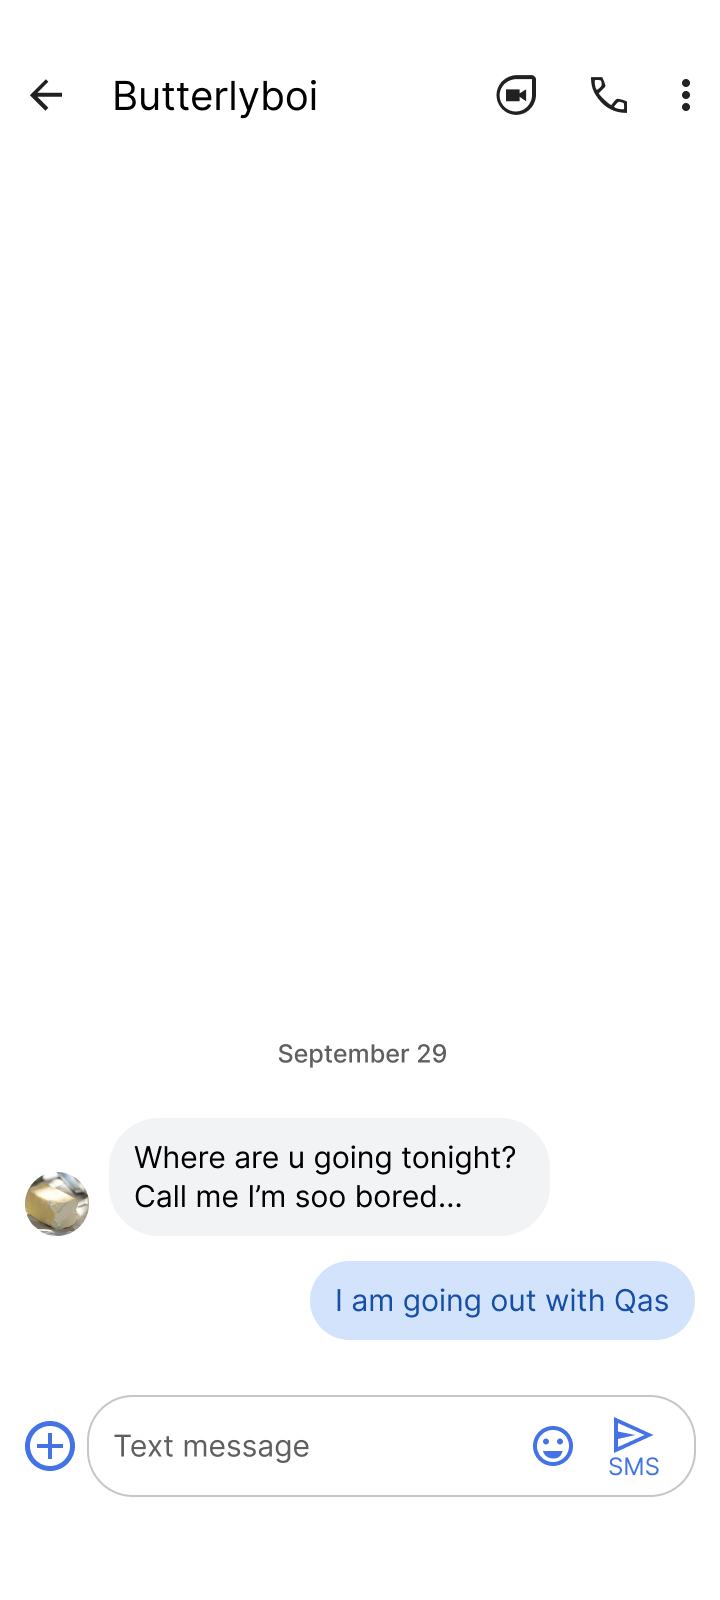 Butterlyboi
September 29
Where are u going tonight?
Call me I’m soo bored...
I am going out with Qas
Text message
SMS